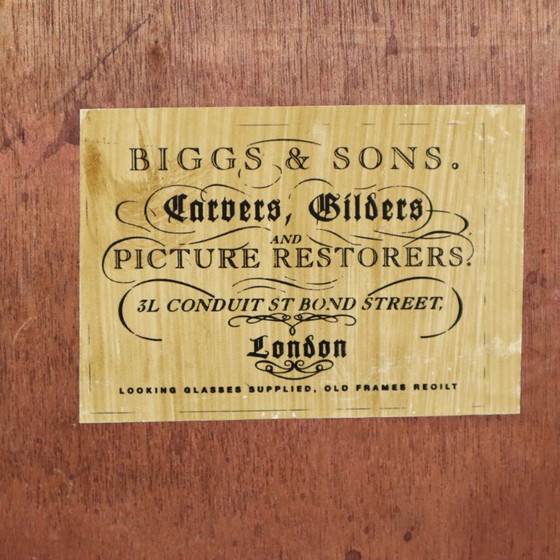 BIGGS & SONS.
Carvers, Gilders
AND
PICTURE RESTORERS.
3L CONDUIT ST BOND STREET,
London
LOOKING GLASSES SUPPLIED, OLD FRAMES REGILT